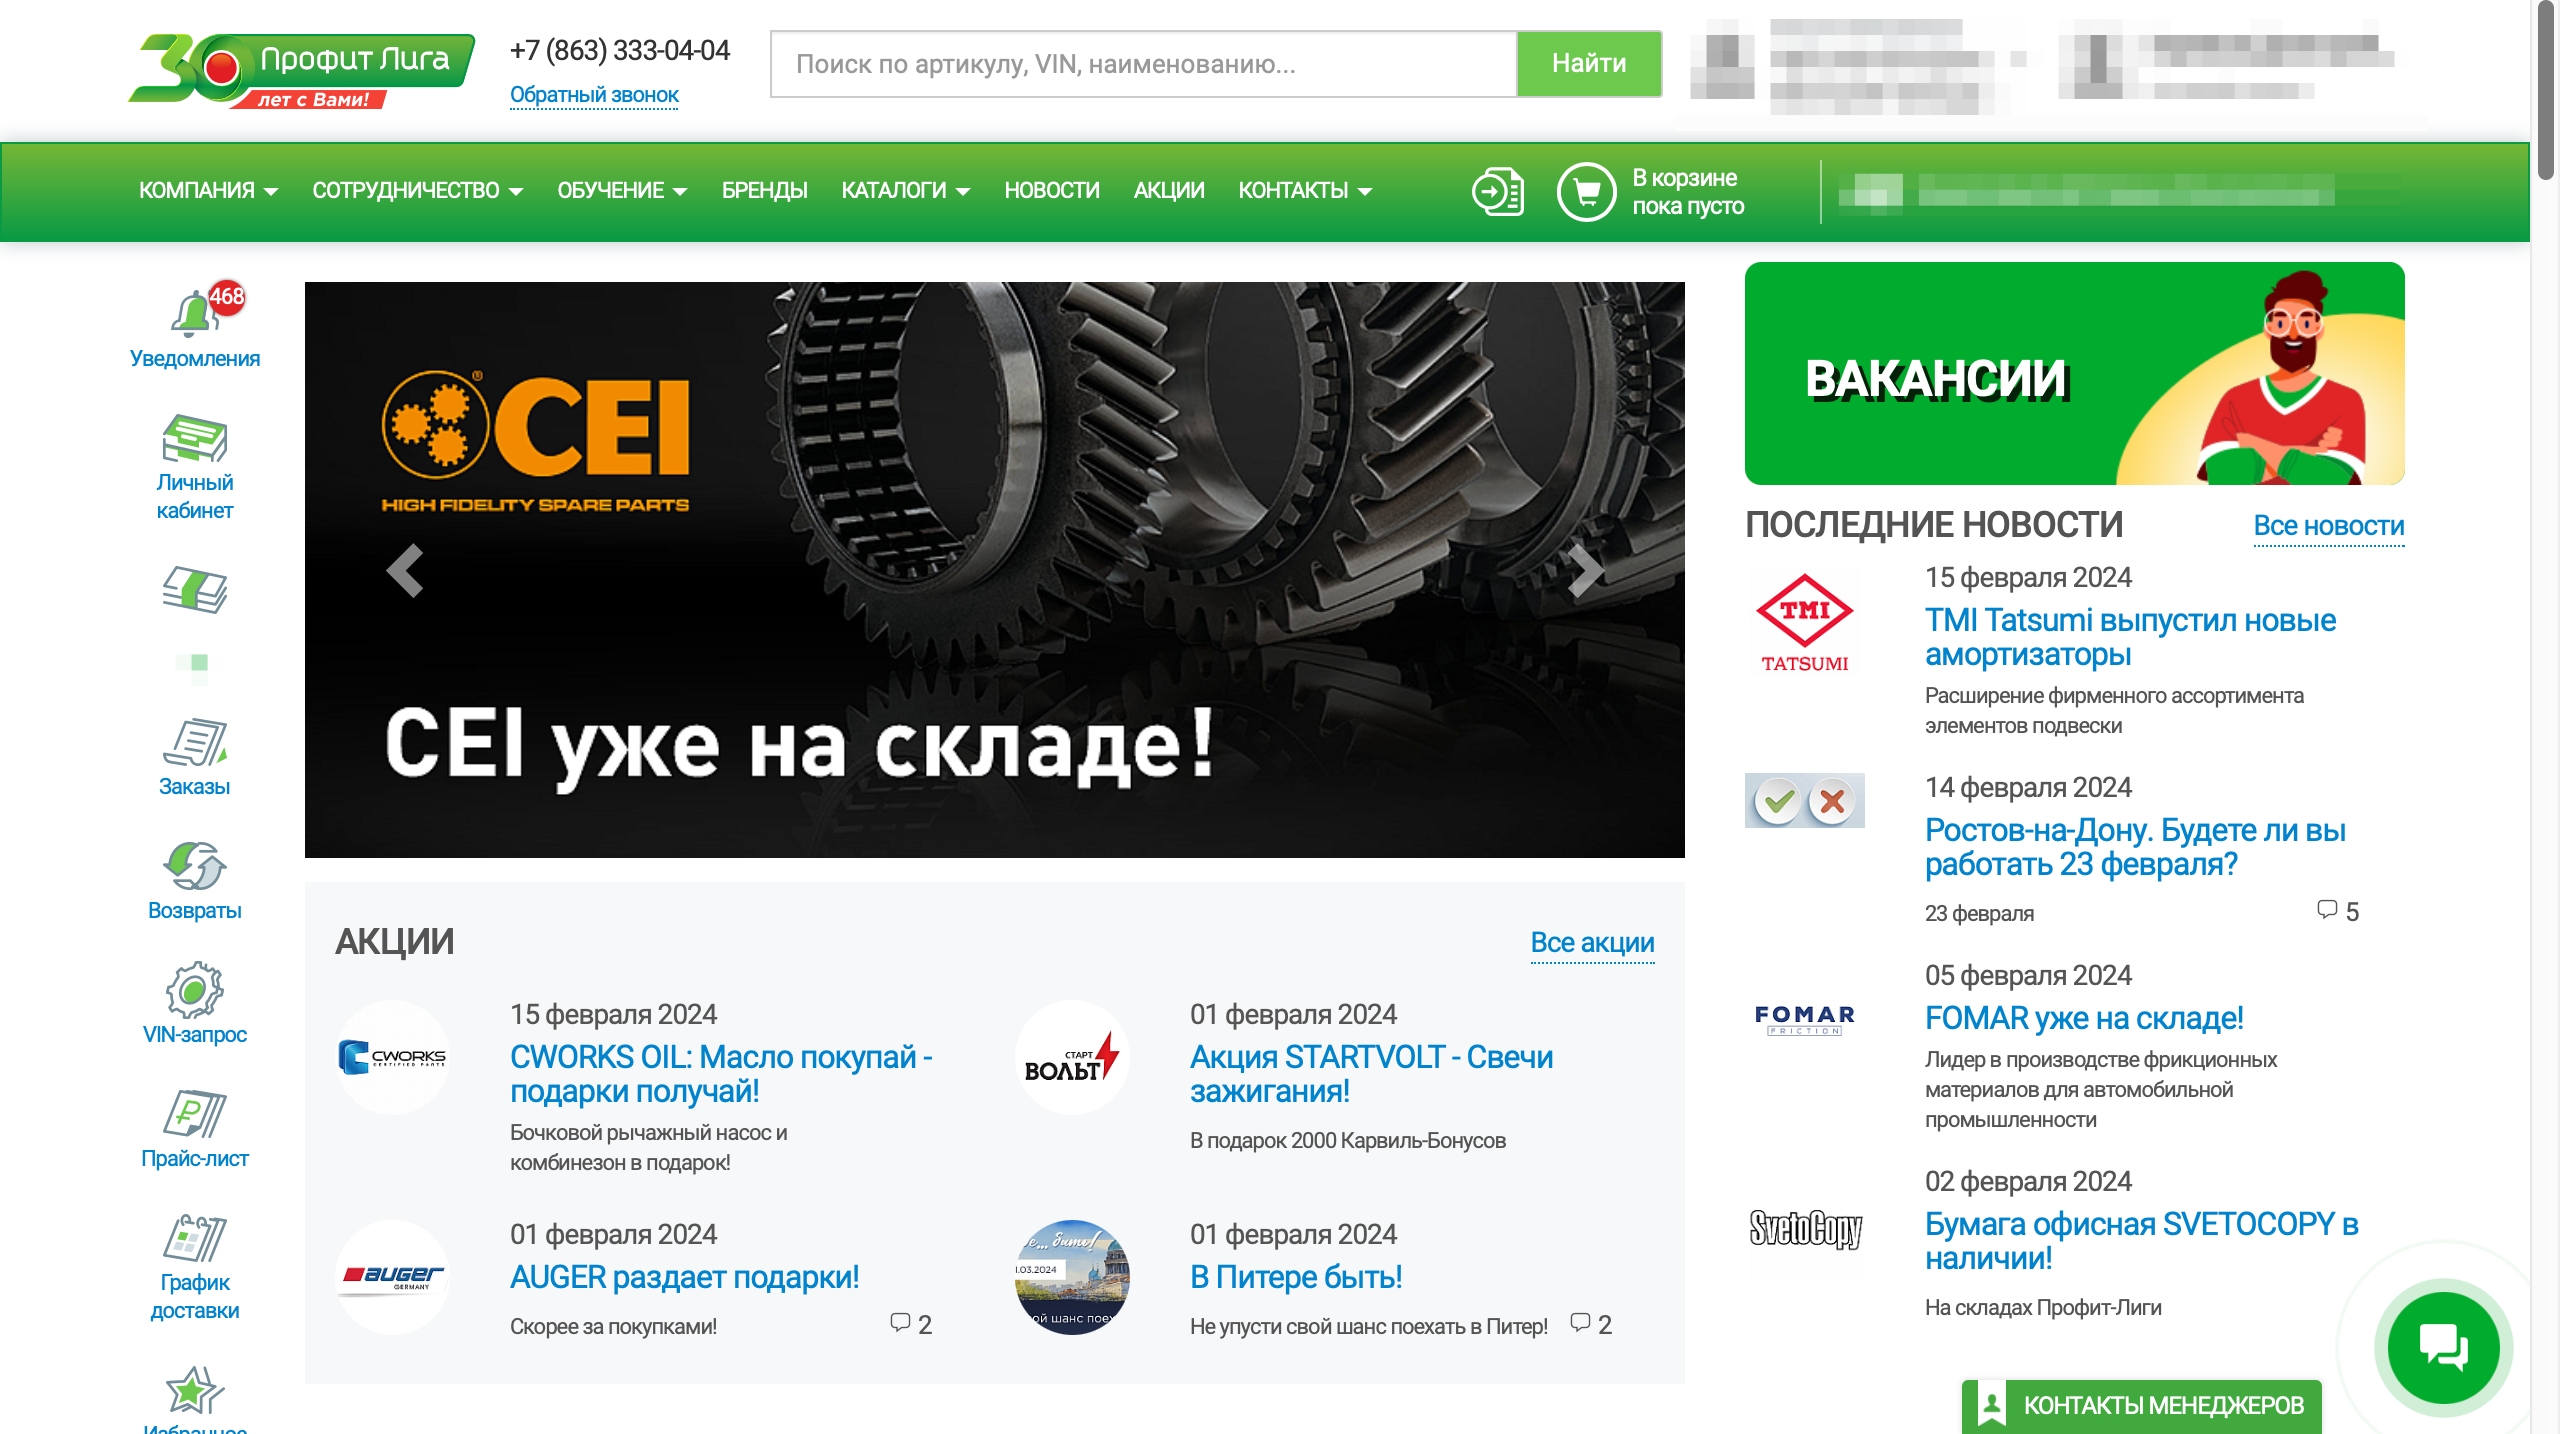 30 Профит Лига
лет с Вами!
+7 (863) 333-04-04
Обратный звонок
Поиск по артикулу, VIN, наименованию...
Найти
КОМПАНИЯ
СОТРУДНИЧЕСТВО
ОБУЧЕНИЕ
БРЕНДЫ
КАТАЛОГИ
НОВОСТИ
АКЦИИ
КОНТАКТЫ
В корзине
пока пусто
468
Уведомления
Личный
кабинет
Заказы
Возвраты
VIN-запрос
Прайс-лист
График
доставки
Избранное
CEI
HIGH FIDELITY SPARE PARTS
CEI уже на складе!
АКЦИИ
Все акции
CWORKS
CERTIFIED PARTS
15 февраля 2024
CWORKS OIL: Масло покупай -
подарки получай!
Бочковой рычажный насос и
комбинезон в подарок!
СТАРТ
ВОЛЬТ
01 февраля 2024
Акция STARTVOLT - Свечи
зажигания!
В подарок 2000 Карвиль-Бонусов
AUGER
GERMANY
01 февраля 2024
AUGER раздает подарки!
Скорее за покупками!
2
е... быть!
1.03.2024
ой шанс поех
01 февраля 2024
В Питере быть!
Не упусти свой шанс поехать в Питер!
2
ВАКАНСИИ
ПОСЛЕДНИЕ НОВОСТИ
Все новости
TMI
TATSUMI
15 февраля 2024
TMI Tatsumi выпустил новые
амортизаторы
Расширение фирменного ассортимента
элементов подвески
14 февраля 2024
Ростов-на-Дону. Будете ли вы
работать 23 февраля?
23 февраля
5
FOMAR
FRICTION
05 февраля 2024
FOMAR уже на складе!
Лидер в производстве фрикционных
материалов для автомобильной
промышленности
SvetoCopy
02 февраля 2024
Бумага офисная SVETOCOPY в
наличии!
На складах Профит-Лиги
КОНТАКТЫ МЕНЕДЖЕРОВ